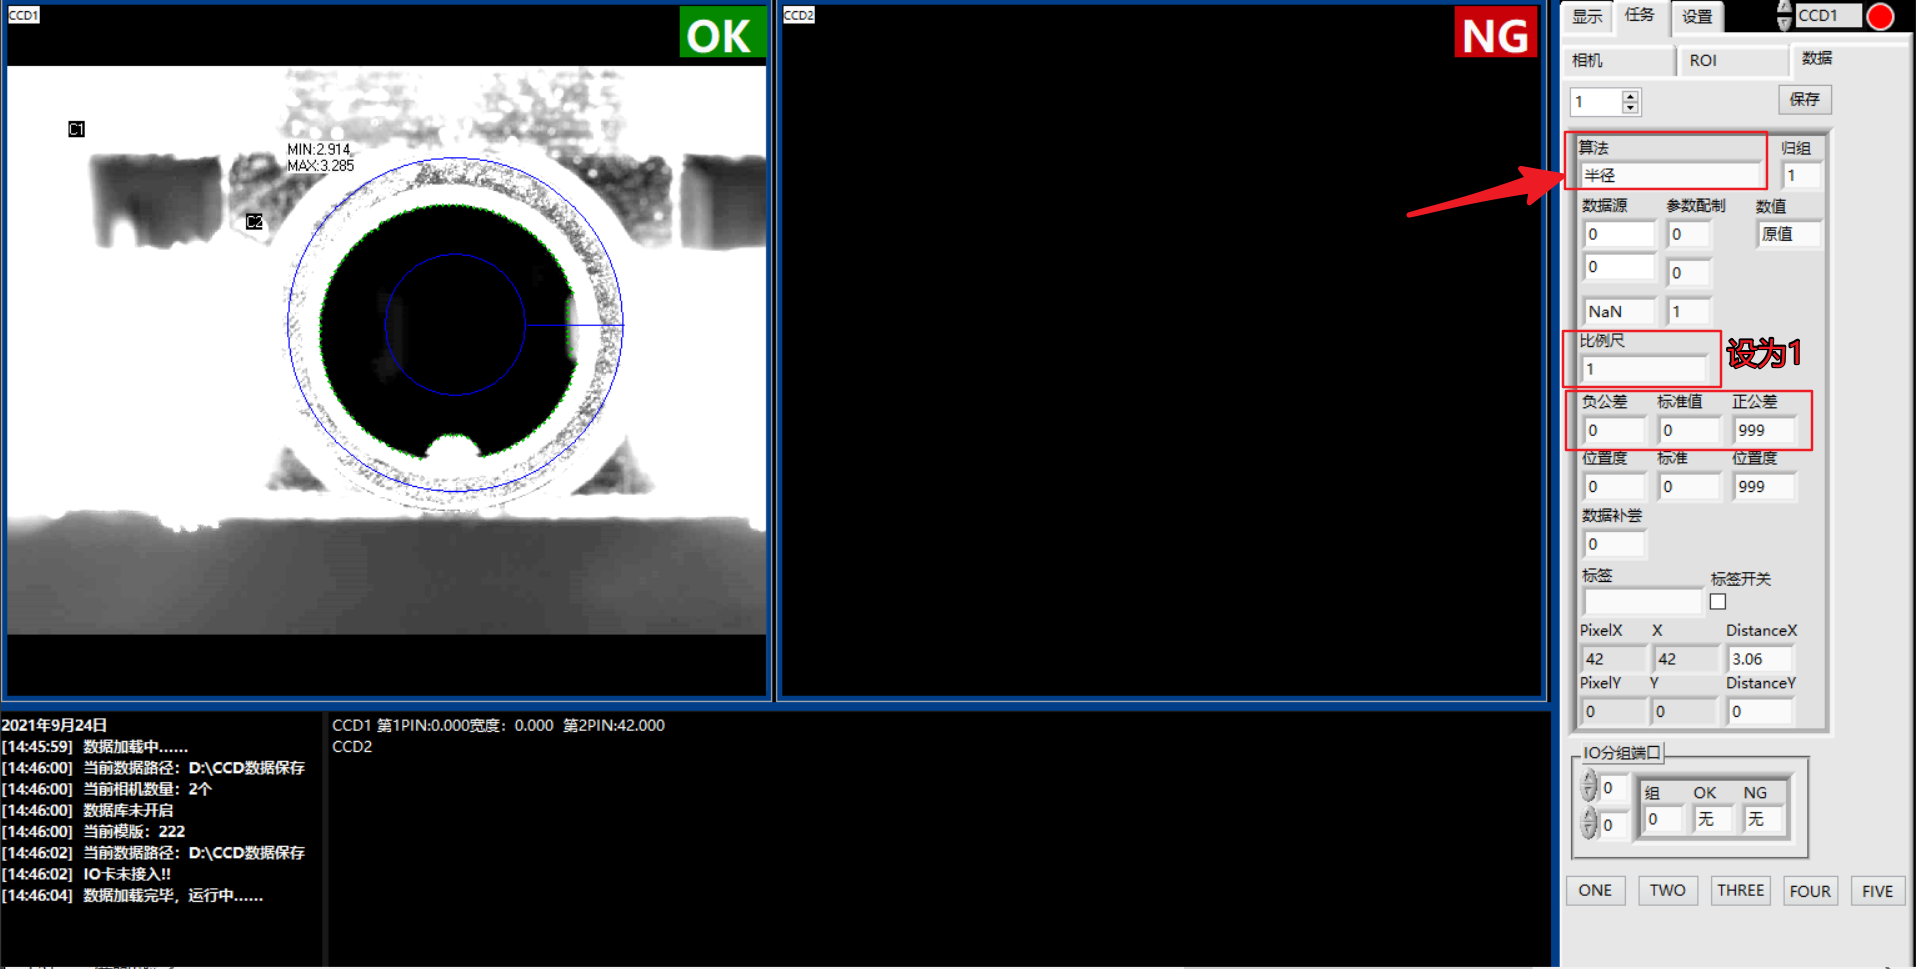 CCD1
OK
C1
MIN:2.914
MAX:3.285
C2
CCD2
NG
显示 任务 设置 CCD1
相机 ROI 数据
1 保存
算法 归组
半径 1
数据源 参数配制 数值
0 0 原值
0 0
NaN 1
比例尺
1
设为1
负公差 标准值 正公差
0 0 999
位置度 标准 位置度
0 0 999
数据补尝
0
标签 标签开关
PixelX X DistanceX
42 42 3.06
PixelY Y DistanceY
0 0 0
IO分组端口
0 组 OK NG
0 0 无 无
ONE TWO THREE FOUR FIVE
2021年9月24日
[14:45:59] 数据加载中......
[14:46:00] 当前数据路径：D:\CCD数据保存
[14:46:00] 当前相机数量：2个
[14:46:00] 数据库未开启
[14:46:00] 当前模版：222
[14:46:02] 当前数据路径：D:\CCD数据保存
[14:46:02] IO卡未接入!!
[14:46:04] 数据加载完毕，运行中......
CCD1 第1PIN:0.000宽度：0.000 第2PIN:42.000
CCD2